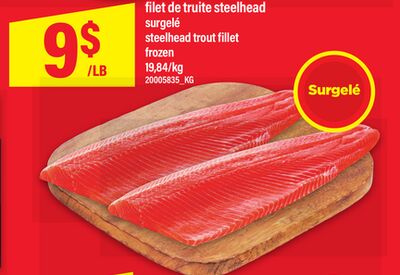 filet de truite steelhead
surgelé
steelhead trout fillet
frozen
19,84/kg
20005835_KG
9$
/LB
Surgelé